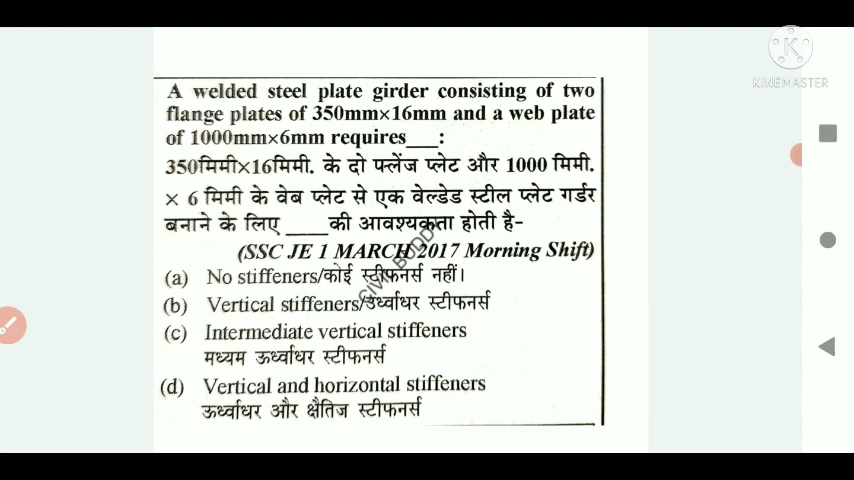 KINEMASTER
A welded steel plate girder consisting of two
flange plates of 350mm×16mm and a web plate
of 1000mm×6mm requires___:
350मिमी×16मिमी. के दो फ्लेंज प्लेट और 1000 मिमी.
× 6 मिमी के वेब प्लेट से एक वेल्डेड स्टील प्लेट गर्डर
बनाने के लिए ____की आवश्यकता होती है-
(SSC JE 1 MARCH 2017 Morning Shift)
(a) No stiffeners/कोई स्टीफनर्स नहीं।
(b) Vertical stiffeners/उर्ध्वाधर स्टीफनर्स
(c) Intermediate vertical stiffeners
मध्यम ऊर्ध्वाधर स्टीफनर्स
(d) Vertical and horizontal stiffeners
ऊर्ध्वाधर और क्षैतिज स्टीफनर्स
CIVIL BUDDY